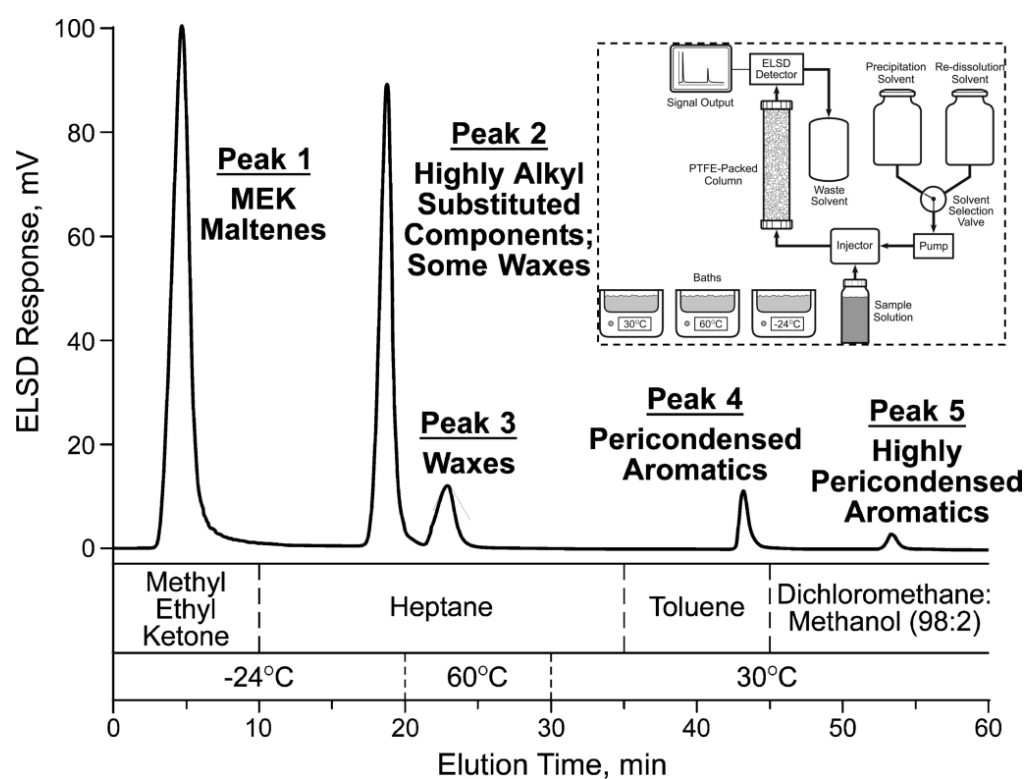 ELSD Response, mV
100
80
60
40
20
0
Peak 1
MEK
Maltenes
Peak 2
Highly Alkyl
Substituted
Components,
Some Waxes
Peak 3
Waxes
Peak 4
Pericondensed
Aromatics
Peak 5
Highly
Pericondensed
Aromatics
Signal Output
ELSD
Detector
Precipitation
Solvent
Re-dissolution
Solvent
PTFE-Packed
Column
Waste
Solvent
Solvent
Selection
Valve
Injector
Pump
Baths
30°C
60°C
-24°C
Sample
Solution
Methyl
Ethyl
Ketone
Heptane
Toluene
Dichloromethane:
Methanol (98:2)
-24°C
60°C
30°C
0
10
20
30
40
50
60
Elution Time, min